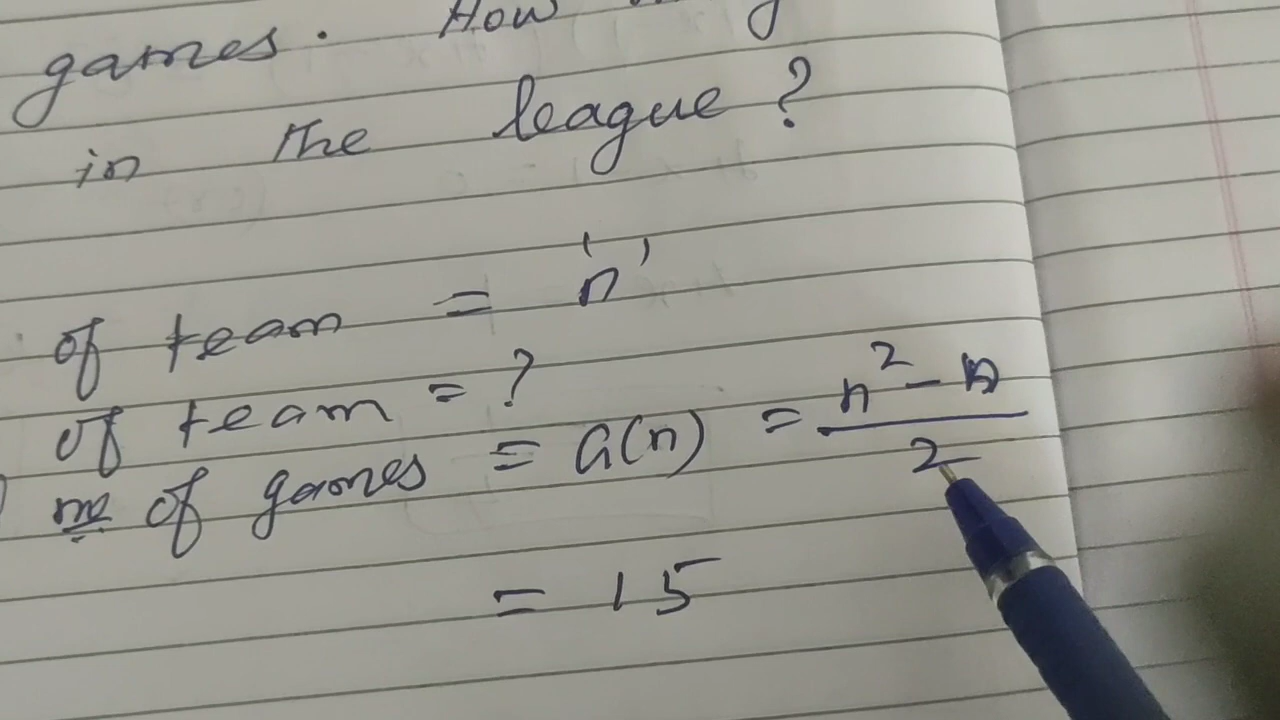 games. How
in the league ?
of team = 'n'
of team = ?
no of games = G(n) = n² - n / 2
= 15